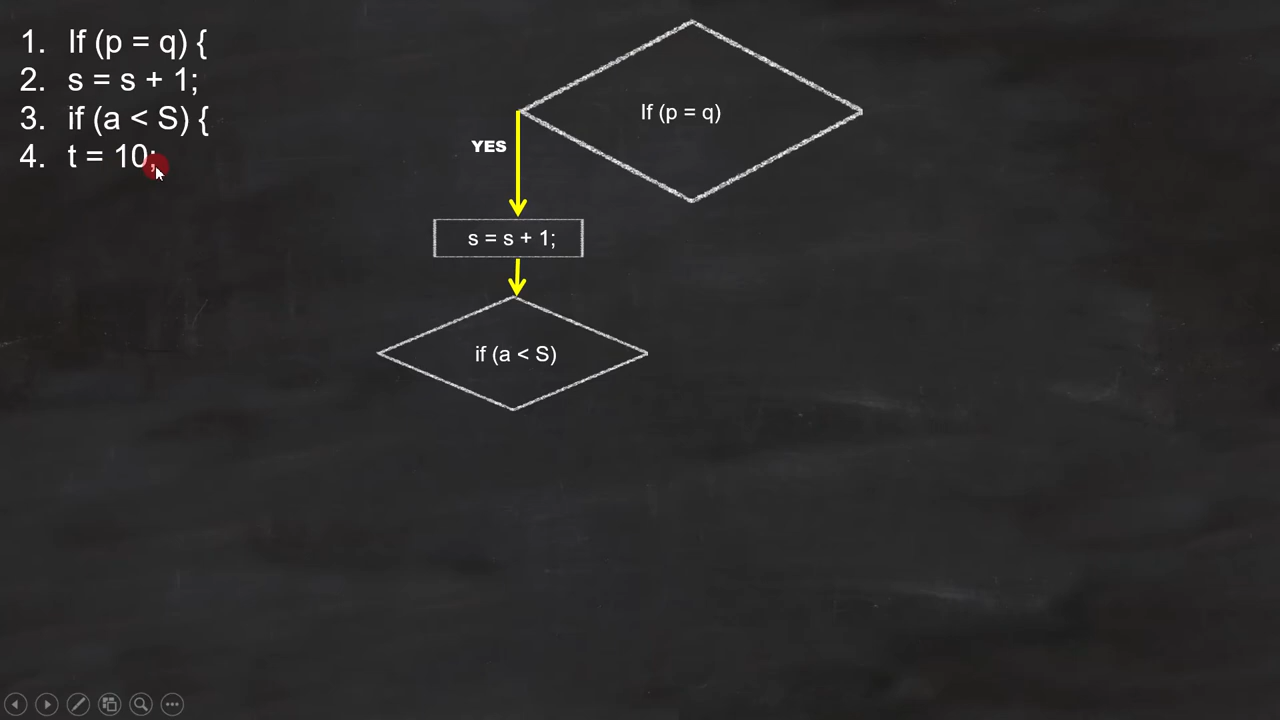 1. If (p = q) {
2. s = s + 1;
3. if (a < S) {
4. t = 10;
If (p = q)
YES
s = s + 1;
if (a < S)